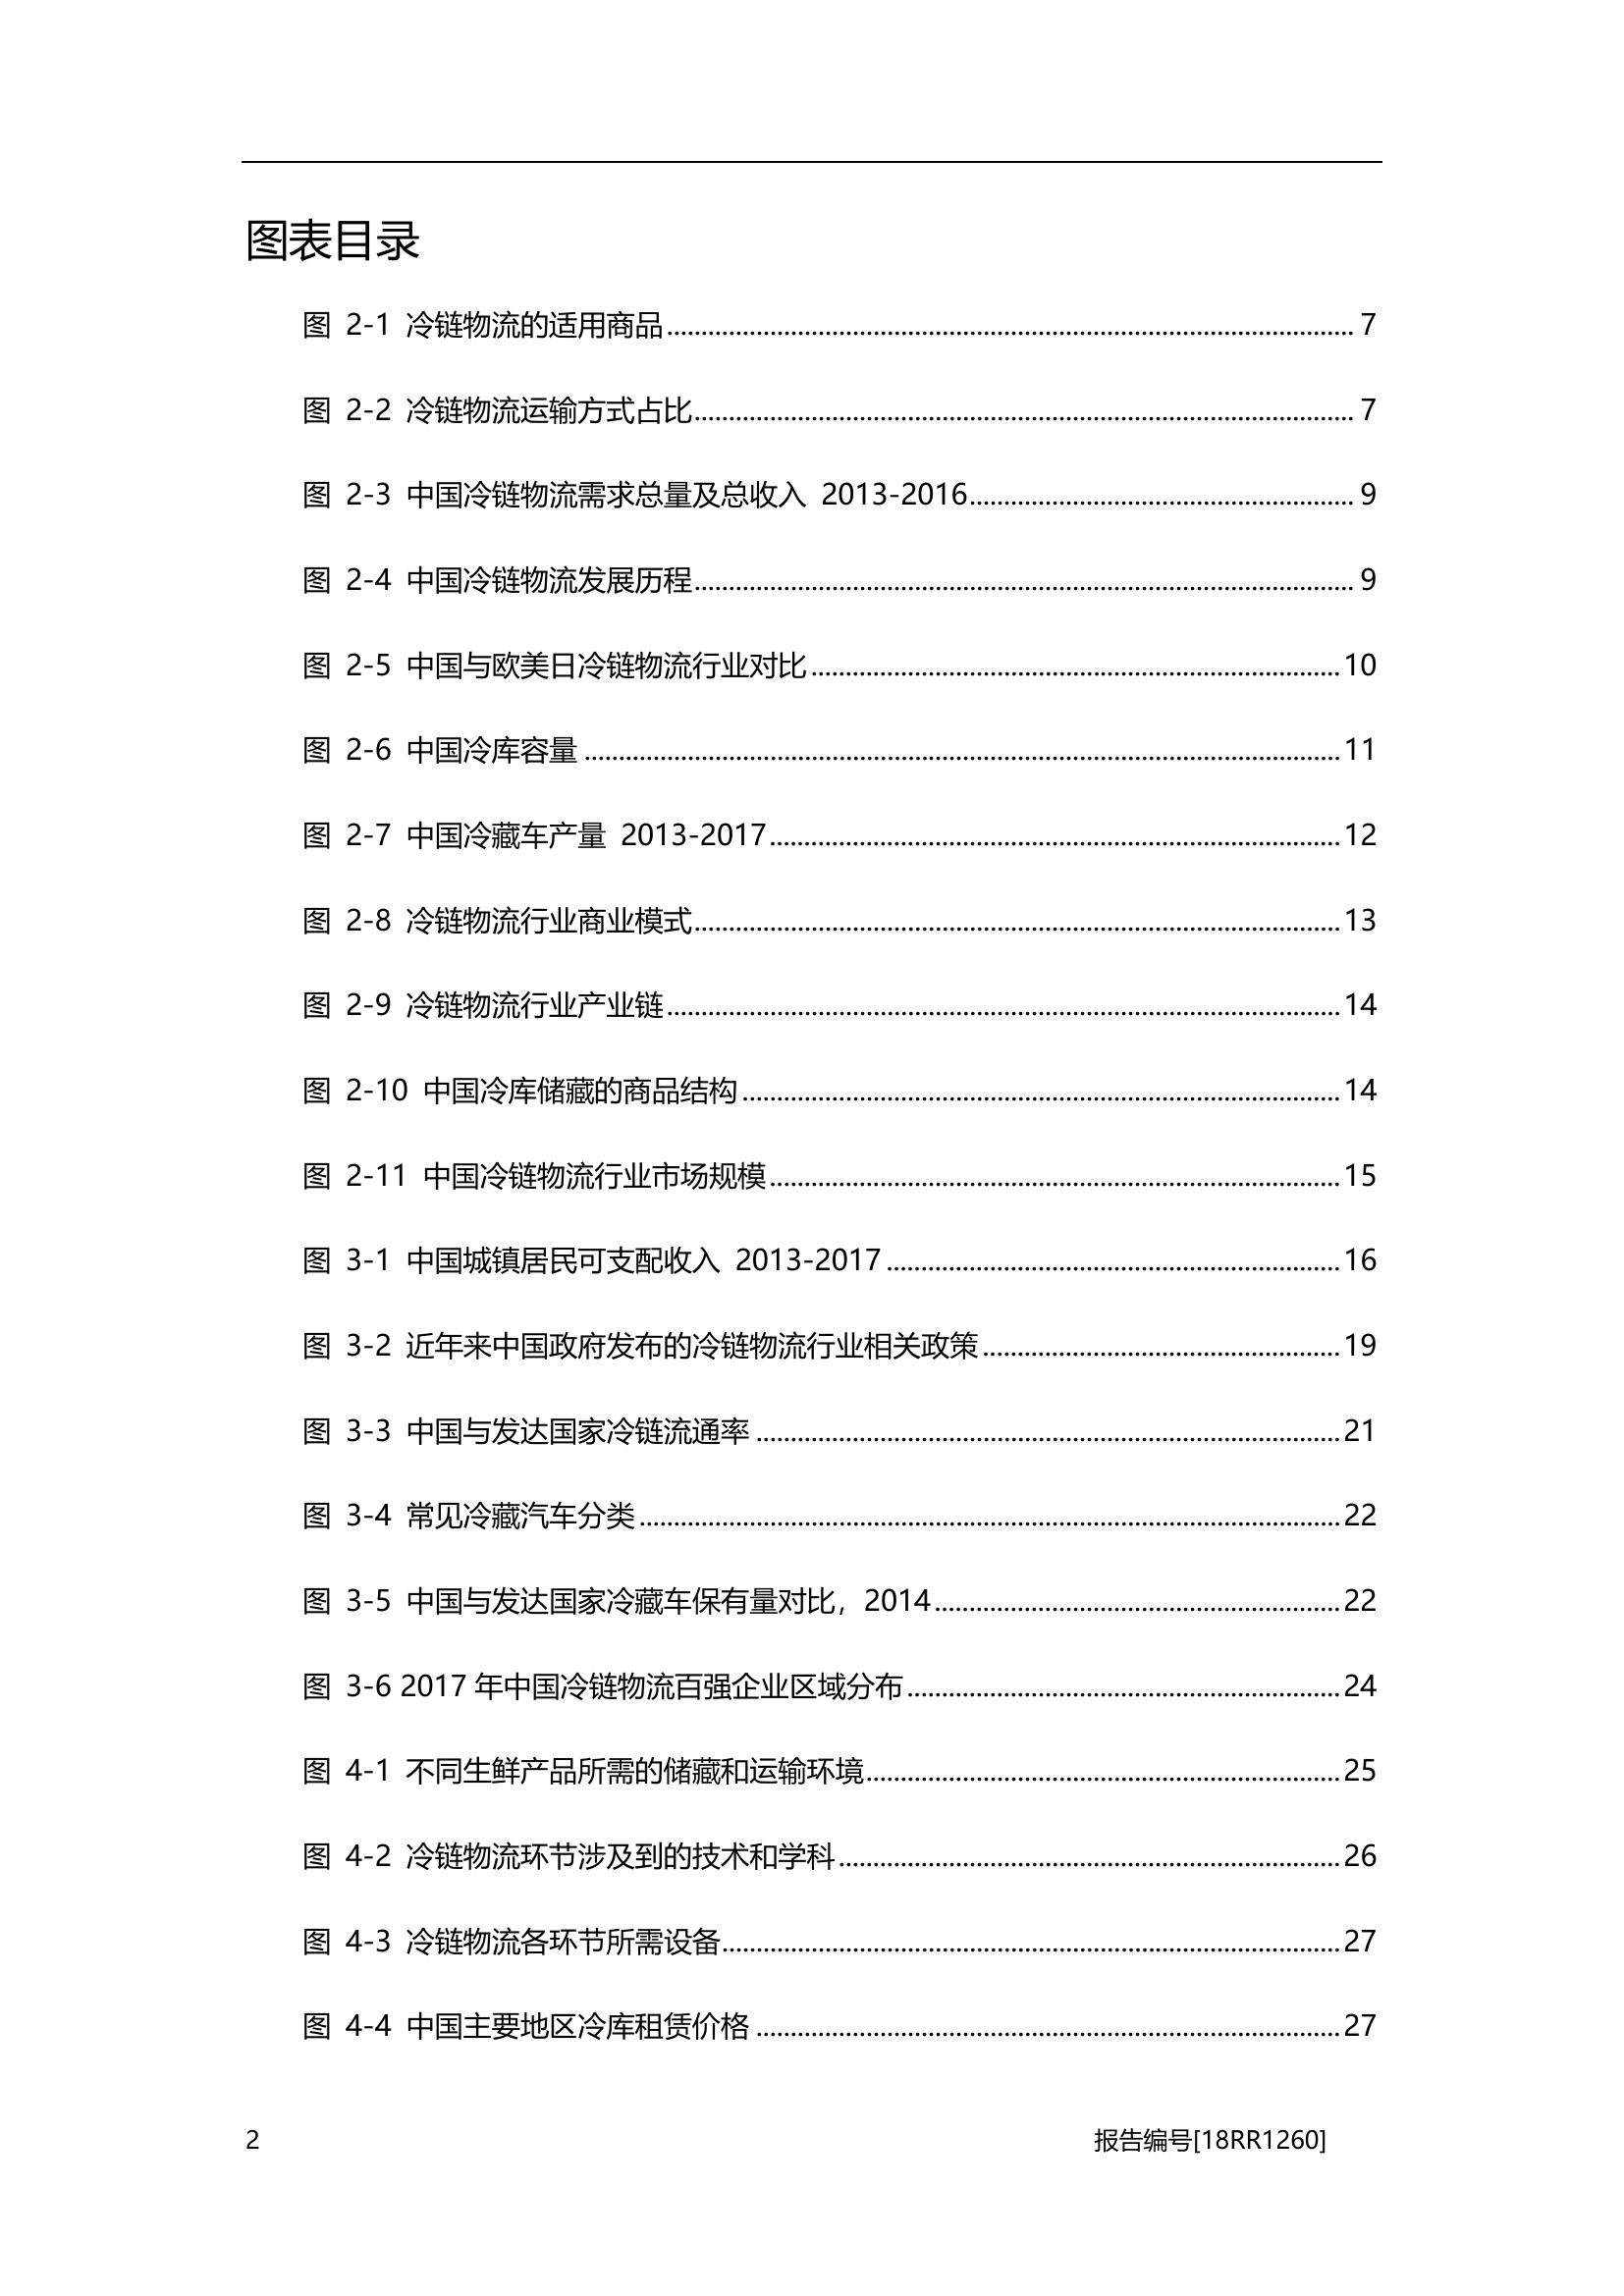 图表目录
图 2-1 冷链物流的适用商品 7
图 2-2 冷链物流运输方式占比 7
图 2-3 中国冷链物流需求总量及总收入 2013-2016 9
图 2-4 中国冷链物流发展历程 9
图 2-5 中国与欧美日冷链物流行业对比 10
图 2-6 中国冷库容量 11
图 2-7 中国冷藏车产量 2013-2017 12
图 2-8 冷链物流行业商业模式 13
图 2-9 冷链物流行业产业链 14
图 2-10 中国冷库储藏的商品结构 14
图 2-11 中国冷链物流行业市场规模 15
图 3-1 中国城镇居民可支配收入 2013-2017 16
图 3-2 近年来中国政府发布的冷链物流行业相关政策 19
图 3-3 中国与发达国家冷链流通率 21
图 3-4 常见冷藏汽车分类 22
图 3-5 中国与发达国家冷藏车保有量对比，2014 22
图 3-6 2017 年中国冷链物流百强企业区域分布 24
图 4-1 不同生鲜产品所需的储藏和运输环境 25
图 4-2 冷链物流环节涉及到的技术和学科 26
图 4-3 冷链物流各环节所需设备 27
图 4-4 中国主要地区冷库租赁价格 27
2 报告编号[18RR1260]